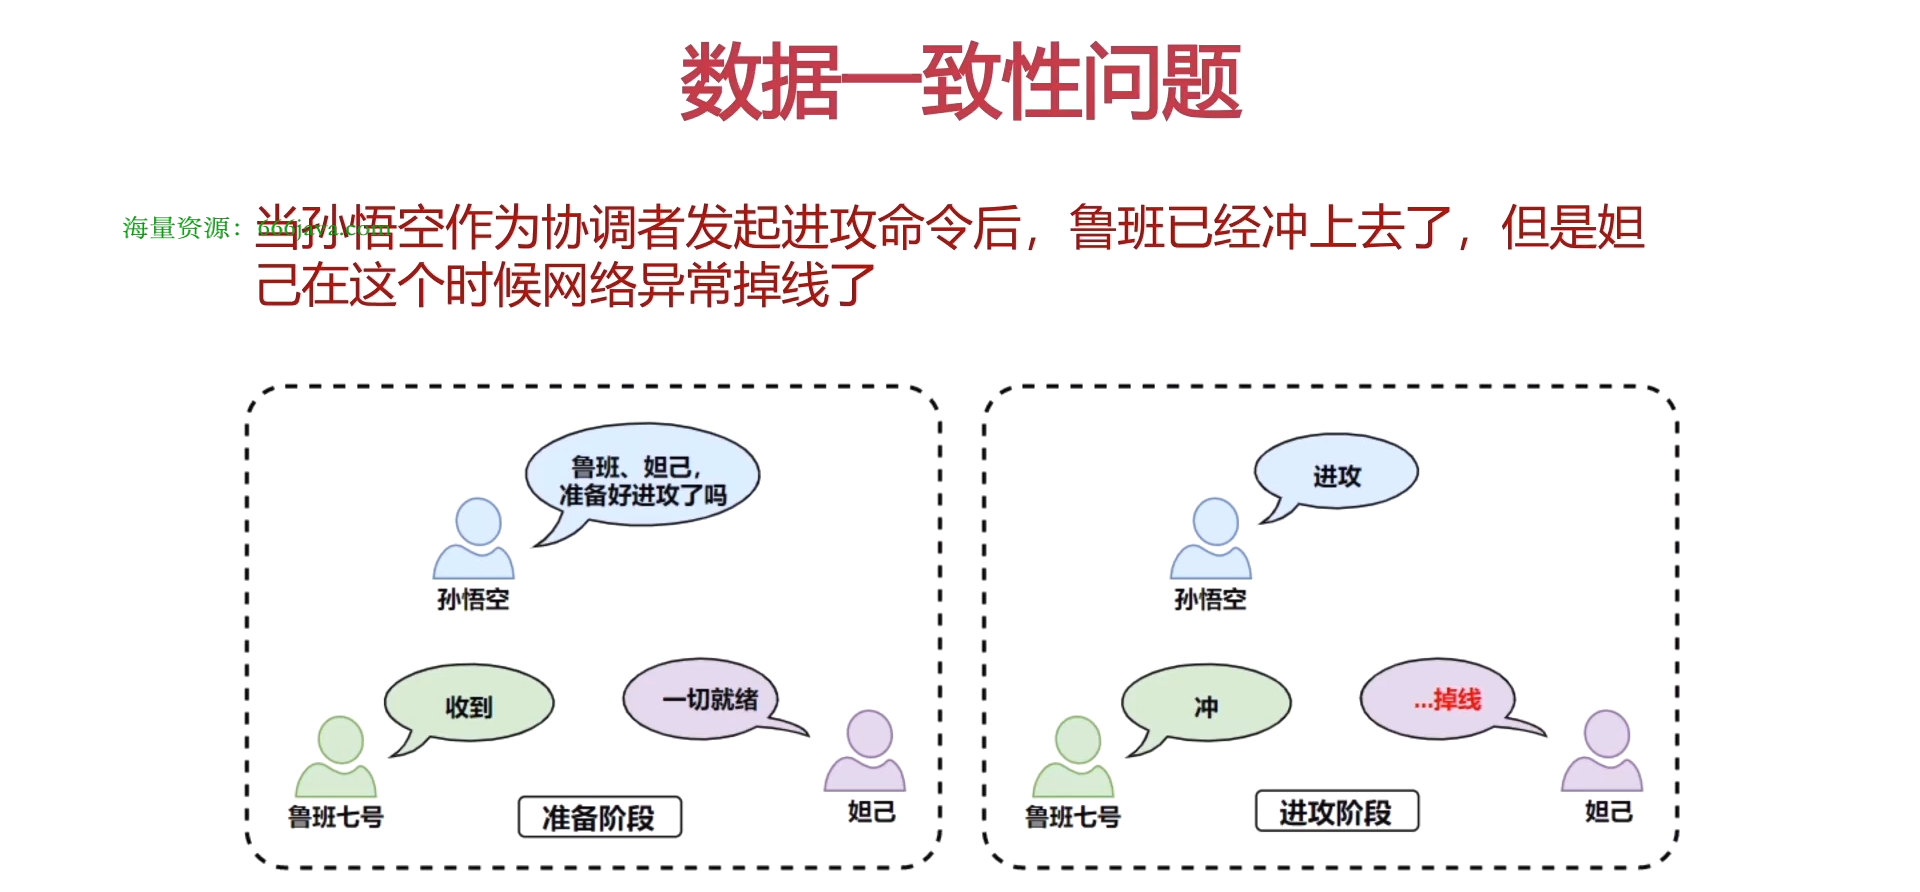 数据一致性问题
海量资源：666java.com
当孙悟空作为协调者发起进攻命令后，鲁班已经冲上去了，但是妲
己在这个时候网络异常掉线了
鲁班、妲己，
准备好进攻了吗
孙悟空
收到
一切就绪
鲁班七号
妲己
准备阶段
进攻
孙悟空
冲
...掉线
鲁班七号
妲己
进攻阶段